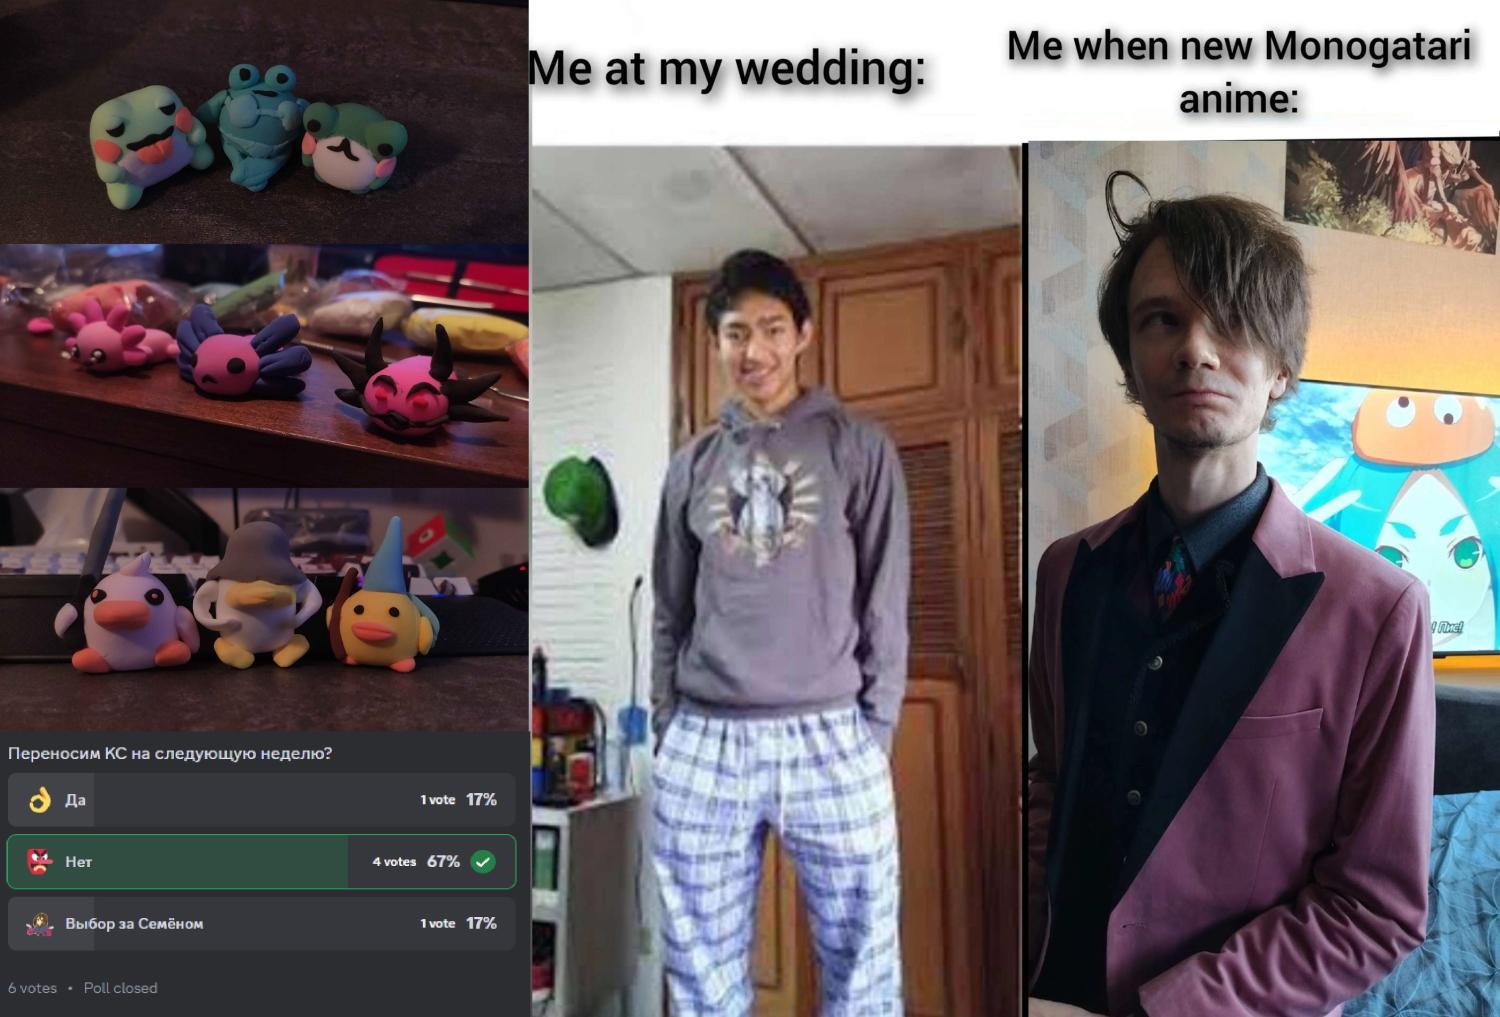 Me at my wedding:
Me when new Monogatari
anime:
! Пис!
Переносим КС на следующую неделю?
Да
1 vote 17%
Нет
4 votes 67%
Выбор за Семёном
1 vote 17%
6 votes • Poll closed